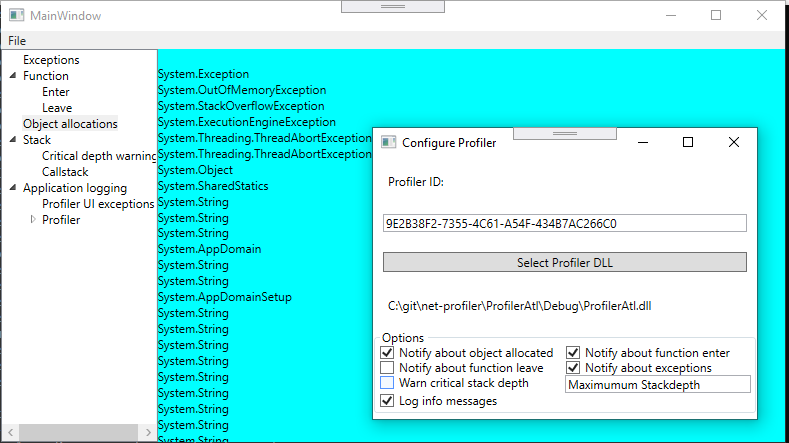 MainWindow
File
Exceptions
Function
Enter
Leave
Object allocations
Stack
Critical depth warning
Callstack
Application logging
Profiler UI exceptions
Profiler
System.Exception
System.OutOfMemoryException
System.StackOverflowException
System.ExecutionEngineException
System.Threading.ThreadAbortException
System.Threading.ThreadAbortException
System.Object
System.SharedStatics
System.String
System.String
System.String
System.AppDomain
System.String
System.String
System.AppDomainSetup
System.String
System.String
System.String
System.String
System.String
System.String
System.String
System.String
System.String
Configure Profiler
Profiler ID:
9E2B38F2-7355-4C61-A54F-434B7AC266C0
Select Profiler DLL
C:\git\net-profiler\ProfilerAtl\Debug\ProfilerAtl.dll
Options
Notify about object allocated
Notify about function enter
Notify about function leave
Notify about exceptions
Warn critical stack depth
Maximumum Stackdepth
Log info messages